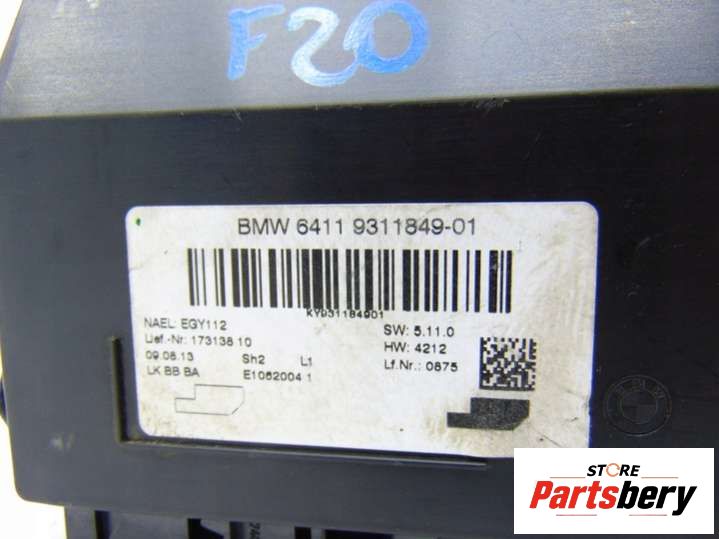 F20
BMW 6411 9311849-01
KY931184901
NAEL: EGY112
SW: 5.11.0
Lief.-Nr: 173138 10
HW: 4212
09.08.13 Sh2 L1
Lf.Nr.: 0875
LK BB BA E1062004 1
STORE
Partsbery